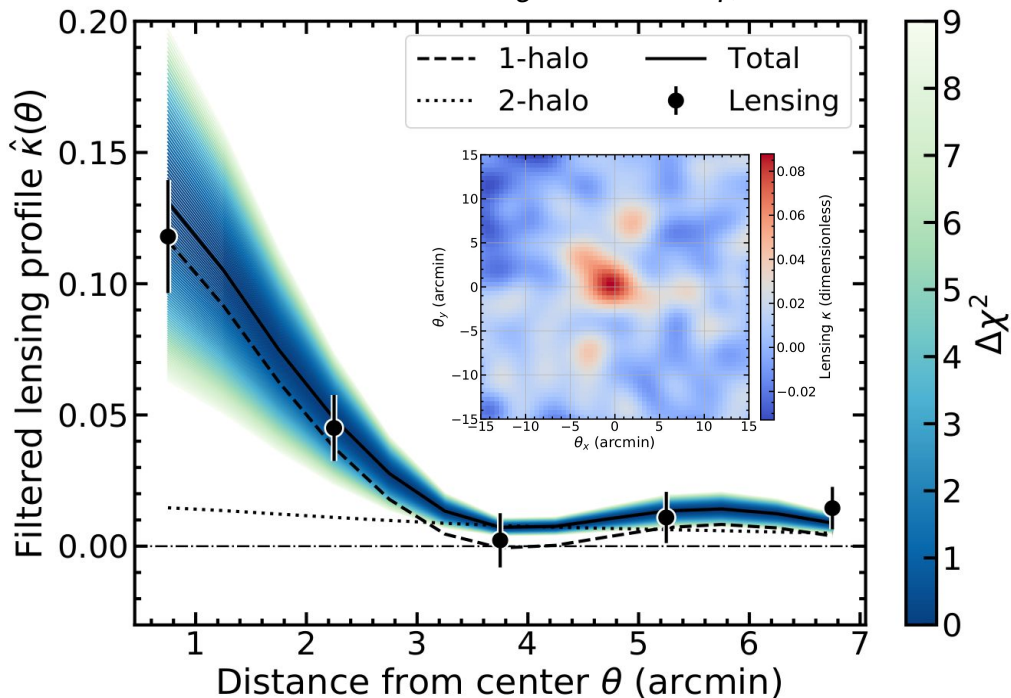 0.20
0.15
0.10
0.05
0.00
Filtered lensing profile κ̂(θ)
1 2 3 4 5 6 7
Distance from center θ (arcmin)
1-halo
2-halo
Total
Lensing
15
10
5
0
−5
−10
−15
θy (arcmin)
−15 −10 −5 0 5 10 15
θx (arcmin)
0.08
0.06
0.04
0.02
0.00
−0.02
Lensing κ (dimensionless)
9
8
7
6
5
4
3
2
1
0
Δχ²